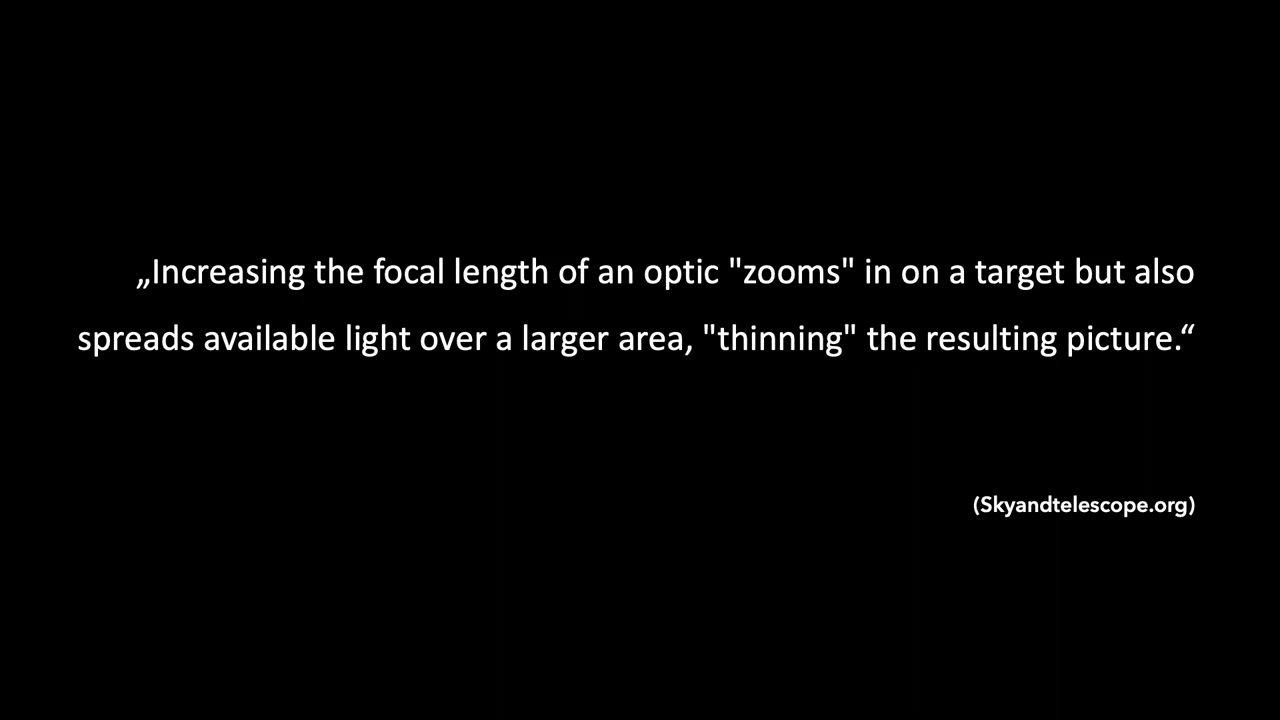 „Increasing the focal length of an optic "zooms" in on a target but also
spreads available light over a larger area, "thinning" the resulting picture.“
(Skyandtelescope.org)